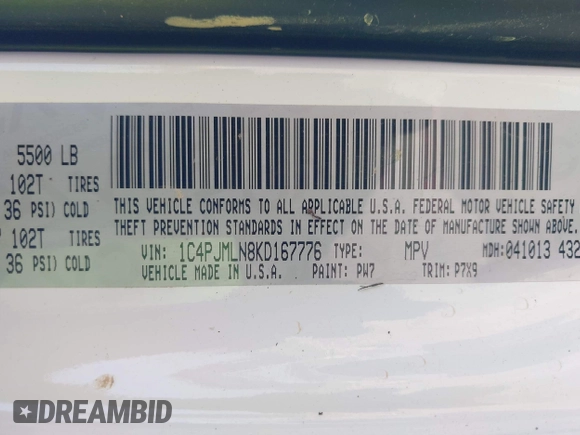 5500 LB
102T TIRES
36 PSI) COLD
102T TIRES
36 PSI) COLD
THIS VEHICLE CONFORMS TO ALL APPLICABLE U.S.A. FEDERAL MOTOR VEHICLE SAFETY
THEFT PREVENTION STANDARDS IN EFFECT ON THE DATE OF MANUFACTURE SHOWN ABOVE.
VIN: 1C4PJMLN8KD167776 TYPE: MPV MDH: 041013 432
VEHICLE MADE IN U.S.A. PAINT: PW7 TRIM: P7X9
DREAMBID